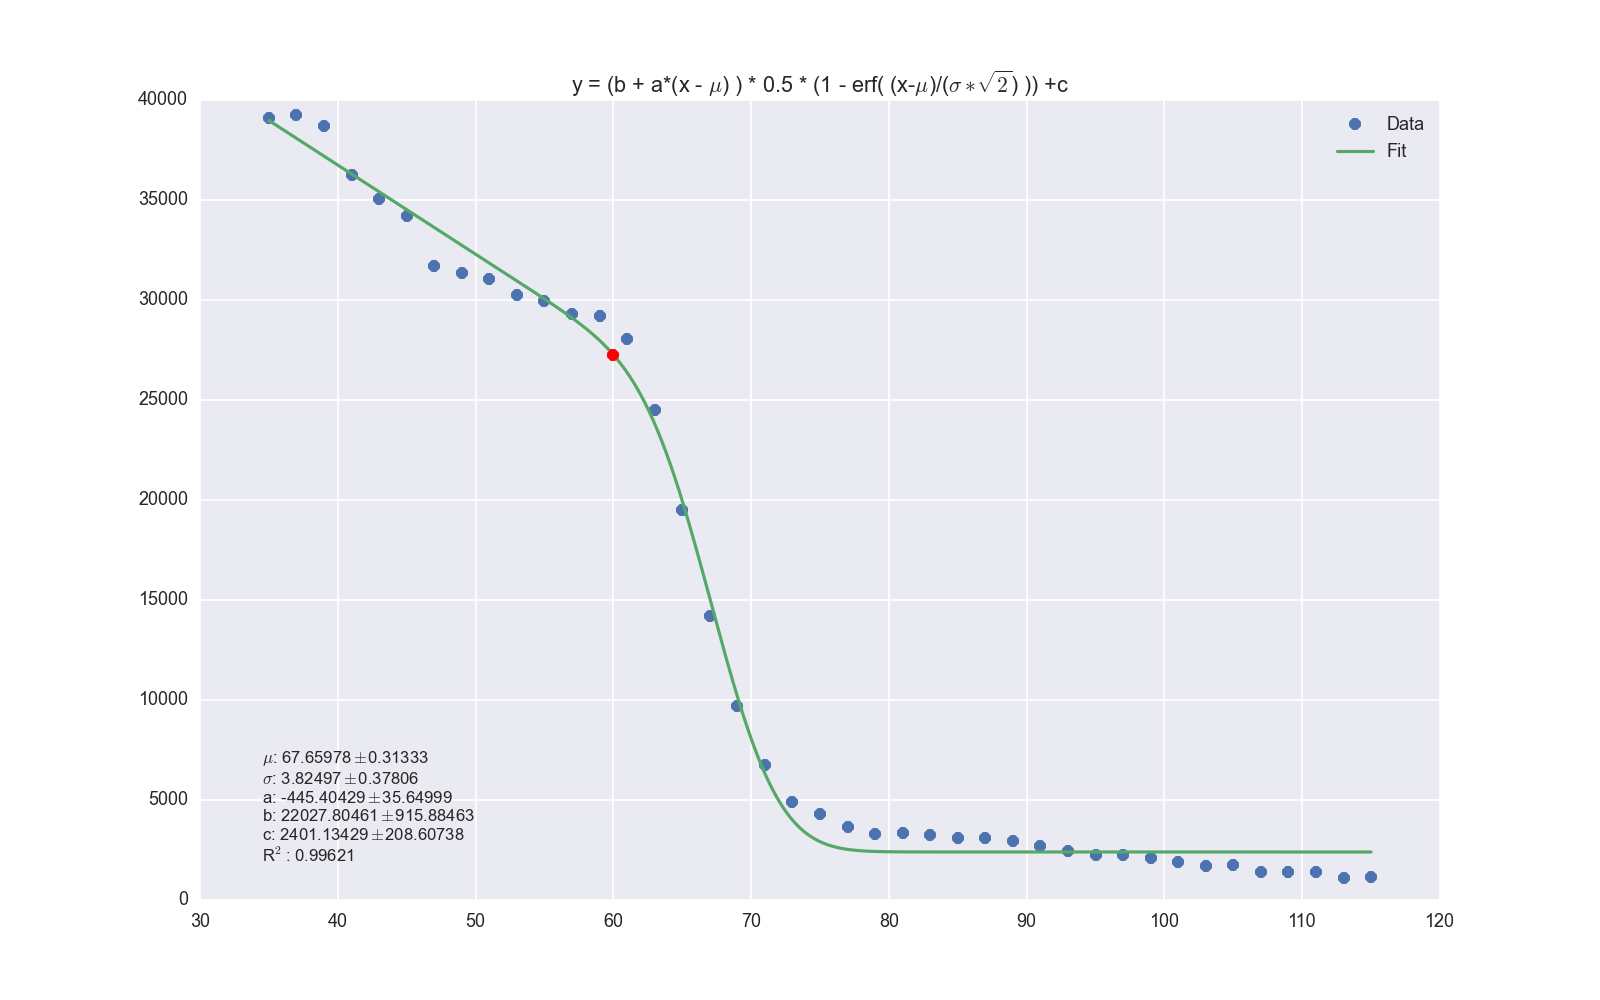 y = (b + a*(x - μ) ) * 0.5 * (1 - erf( (x-μ)/(σ∗√2) )) +c
40000
35000
30000
25000
20000
15000
10000
5000
0
Data
Fit
μ: 67.65978±0.31333
σ: 3.82497±0.37806
a: -445.40429±35.64999
b: 22027.80461±915.88463
c: 2401.13429±208.60738
R² : 0.99621
30 40 50 60 70 80 90 100 110 120